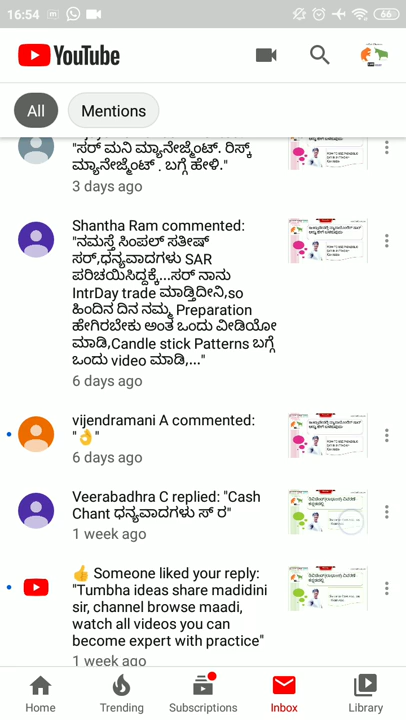 16:54
66
YouTube
All
Mentions
"ಸರ್ ಮನಿ ಮ್ಯಾನೇಜ್ಮೆಂಟ್. ರಿಸ್ಕ್
ಮ್ಯಾನೇಜ್ಮೆಂಟ್ . ಬಗ್ಗೆ ಹೇಳಿ."
3 days ago
Shantha Ram commented:
"ನಮಸ್ತೆ ಸಿಂಪಲ್ ಸತೀಷ್
ಸರ್,ಧನ್ಯವಾದಗಳು SAR
ಪರಿಚಯಿಸಿದ್ದಕ್ಕೆ...ಸರ್ ನಾನು
IntrDay trade ಮಾಡ್ತಿದೀನಿ,so
ಹಿಂದಿನ ದಿನ ನಮ್ಮ Preparation
ಹೇಗಿರಬೇಕು ಅಂತ ಒಂದು ವೀಡಿಯೋ
ಮಾಡಿ,Candle stick Patterns ಬಗ್ಗೆ
ಒಂದು video ಮಾಡಿ,..."
6 days ago
vijendramani A commented:
"👌"
6 days ago
Veerabadhra C replied: "Cash
Chant ಧನ್ಯವಾದಗಳು ಸ್ ರ"
1 week ago
👍 Someone liked your reply:
"Tumbha ideas share madidini
sir, channel browse maadi,
watch all videos you can
become expert with practice"
1 week ago
Home
Trending
Subscriptions
Inbox
Library